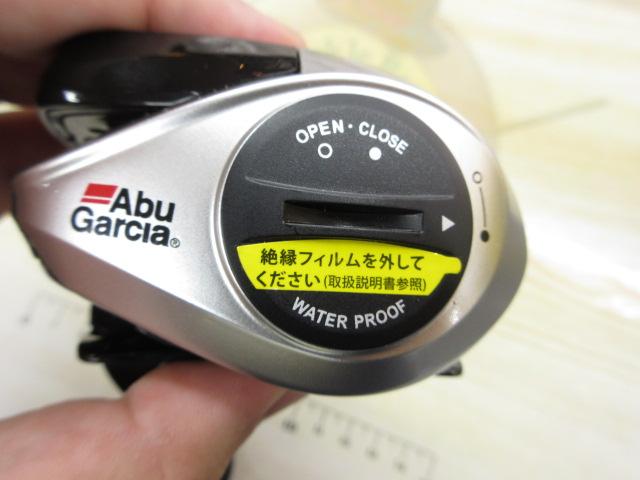 OPEN · CLOSE
Abu
Garcia®
絶縁フィルムを外して
ください(取扱説明書参照)
WATER PROOF